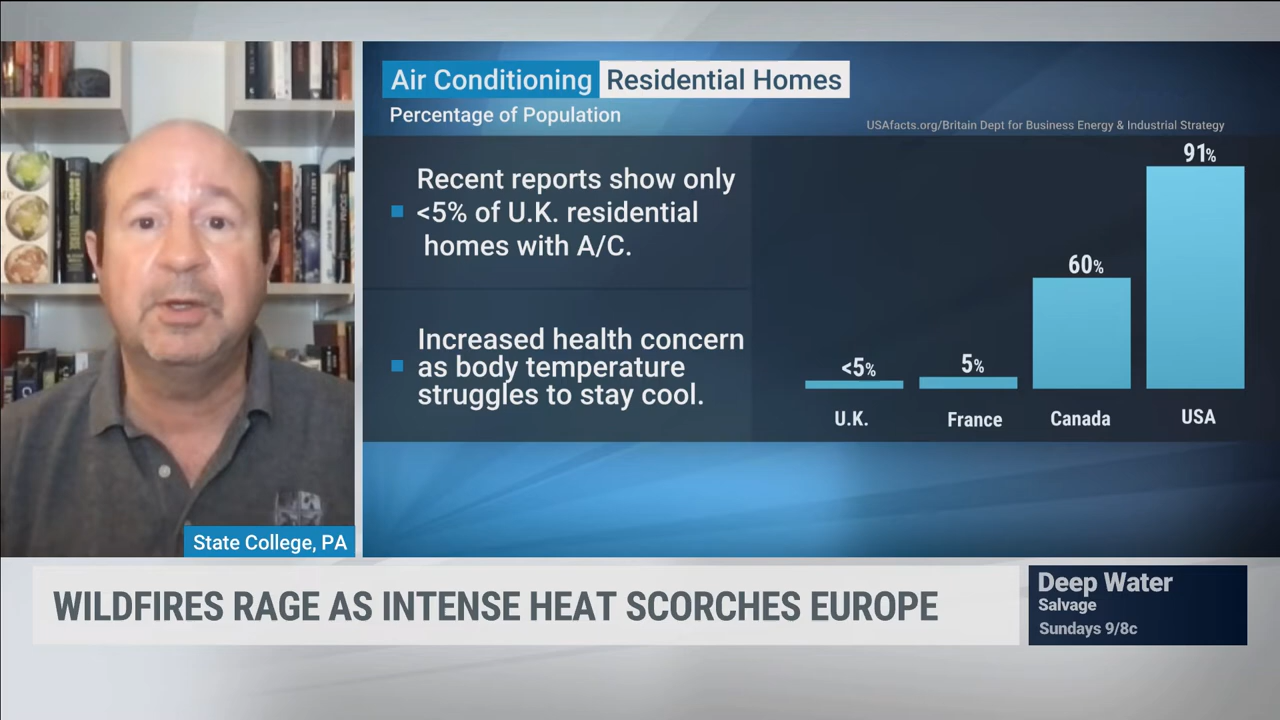 Air Conditioning Residential Homes
Percentage of Population
USAfacts.org/Britain Dept for Business Energy & Industrial Strategy
Recent reports show only
<5% of U.K. residential
homes with A/C.
Increased health concern
as body temperature
struggles to stay cool.
<5%
5%
60%
91%
U.K.
France
Canada
USA
State College, PA
WILDFIRES RAGE AS INTENSE HEAT SCORCHES EUROPE
Deep Water
Salvage
Sundays 9/8c